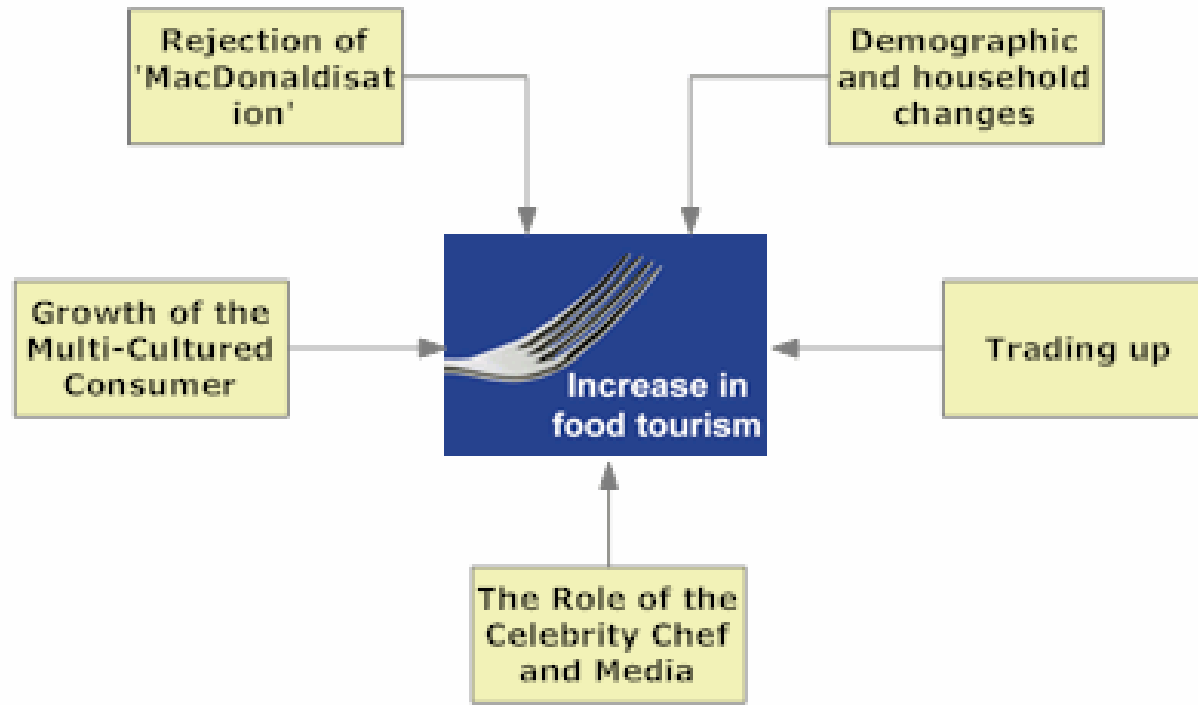 Rejection of
'MacDonaldisat
ion'
Demographic
and household
changes
Growth of the
Multi-Cultured
Consumer
Increase in
food tourism
Trading up
The Role of the
Celebrity Chef
and Media